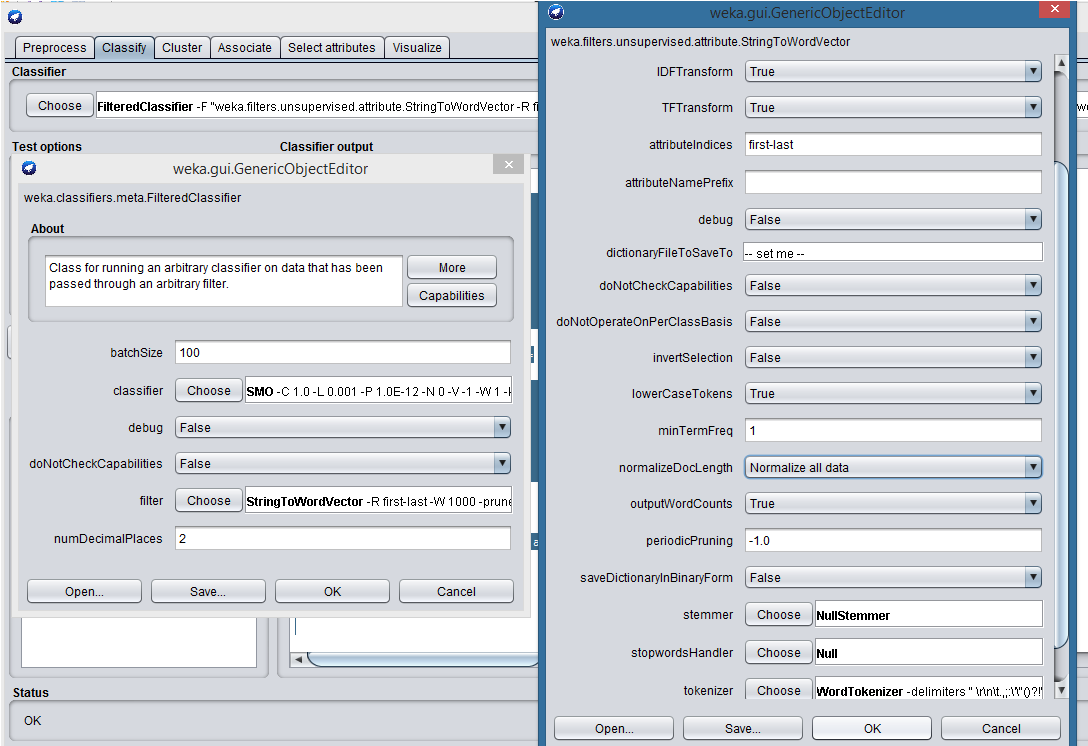 Preprocess Classify Cluster Associate Select attributes Visualize
Classifier
Choose FilteredClassifier -F "weka.filters.unsupervised.attribute.StringToWordVector -R fi
Test options
Classifier output
weka.gui.GenericObjectEditor
weka.classifiers.meta.FilteredClassifier
About
Class for running an arbitrary classifier on data that has been
passed through an arbitrary filter.
More
Capabilities
batchSize 100
classifier Choose SMO -C 1.0 -L 0.001 -P 1.0E-12 -N 0 -V -1 -W 1 -k
debug False
doNotCheckCapabilities False
filter Choose StringToWordVector -R first-last -W 1000 -prune
numDecimalPlaces 2
Open... Save... OK Cancel
Status
OK
weka.gui.GenericObjectEditor
weka.filters.unsupervised.attribute.StringToWordVector
IDFTransform True
TFTransform True
attributeIndices first-last
attributeNamePrefix
debug False
dictionaryFileToSaveTo -- set me --
doNotCheckCapabilities False
doNotOperateOnPerClassBasis False
invertSelection False
lowerCaseTokens True
minTermFreq 1
normalizeDocLength Normalize all data
outputWordCounts True
periodicPruning -1.0
saveDictionaryInBinaryForm False
stemmer Choose NullStemmer
stopwordsHandler Choose Null
tokenizer Choose WordTokenizer -delimiters " \r\n\t.,;:\'\"()?!"
Open... Save... OK Cancel